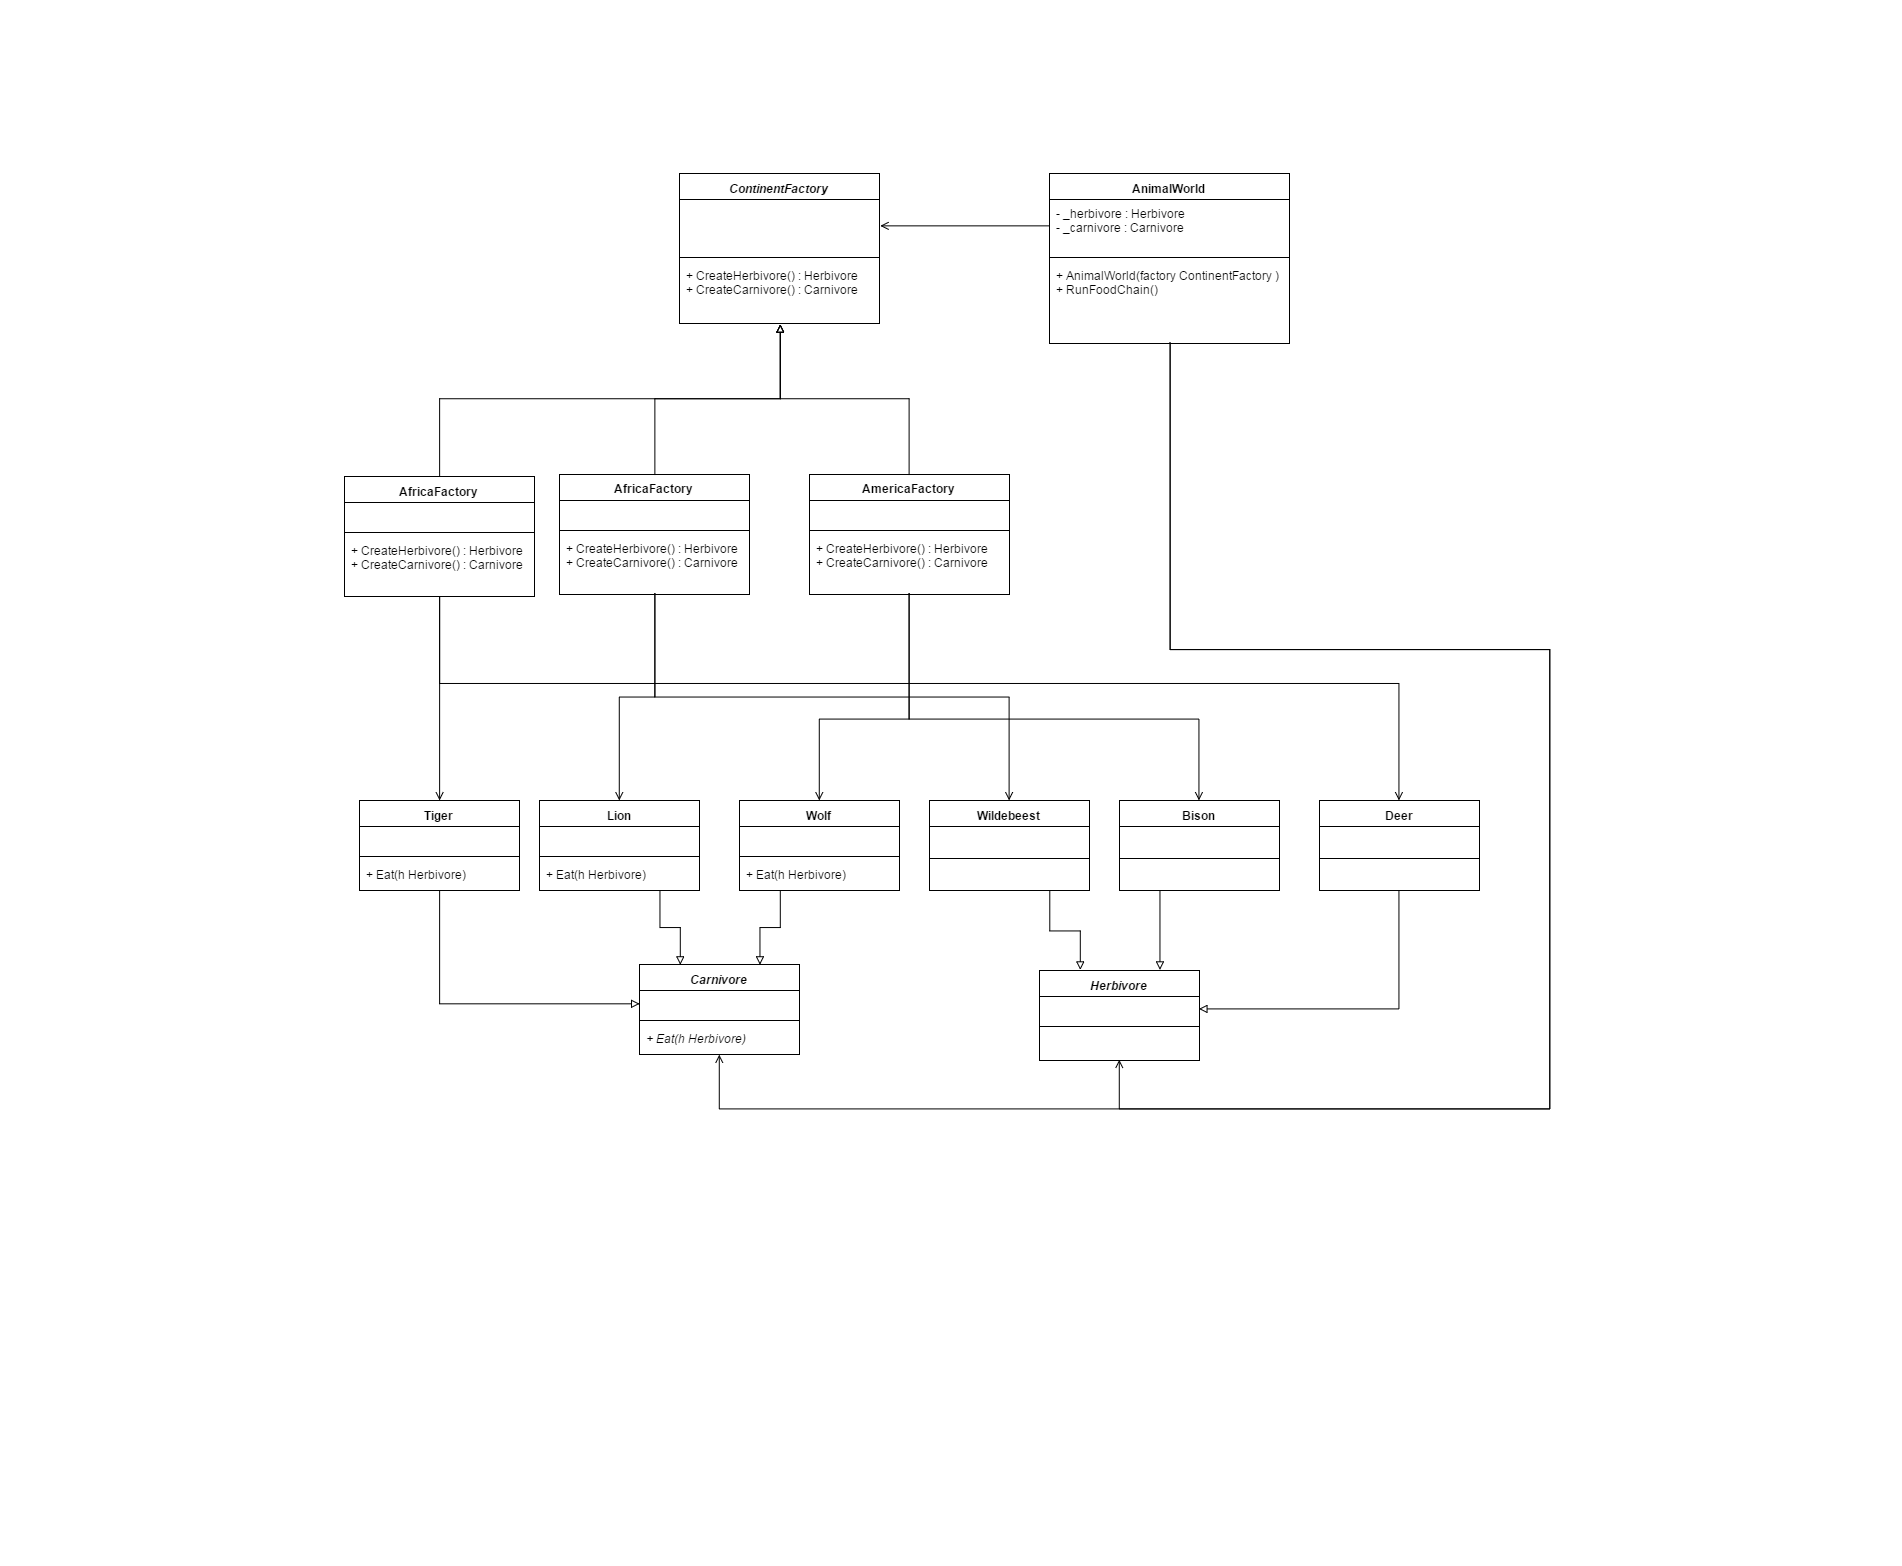 ContinentFactory
+ CreateHerbivore() : Herbivore
+ CreateCarnivore() : Carnivore
AnimalWorld
- _herbivore : Herbivore
- _carnivore : Carnivore
+ AnimalWorld(factory ContinentFactory )
+ RunFoodChain()
AfricaFactory
+ CreateHerbivore() : Herbivore
+ CreateCarnivore() : Carnivore
AfricaFactory
+ CreateHerbivore() : Herbivore
+ CreateCarnivore() : Carnivore
AmericaFactory
+ CreateHerbivore() : Herbivore
+ CreateCarnivore() : Carnivore
Tiger
+ Eat(h Herbivore)
Lion
+ Eat(h Herbivore)
Wolf
+ Eat(h Herbivore)
Wildebeest
Bison
Deer
Carnivore
+ Eat(h Herbivore)
Herbivore